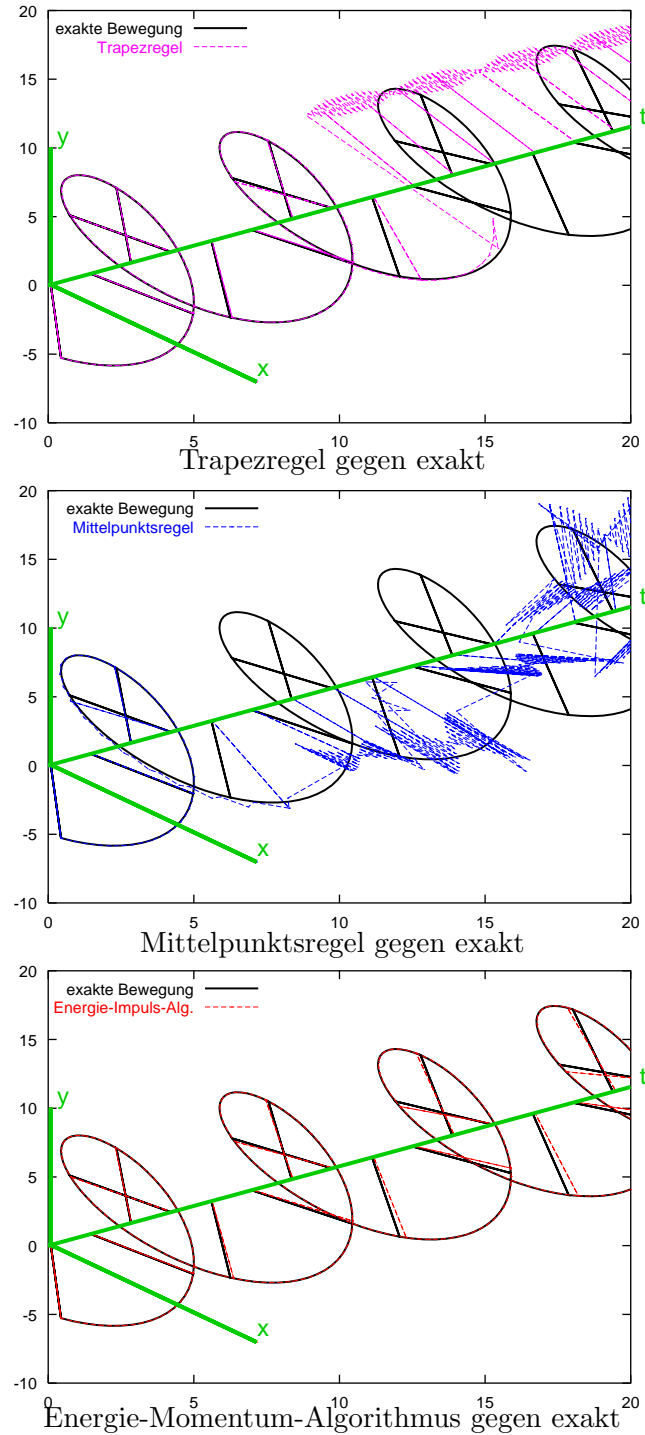 20
15
10
5
0
-5
-10
exakte Bewegung
Trapezregel
y
t
x
0 5 10 15 20
Trapezregel gegen exakt
20
15
10
5
0
-5
-10
exakte Bewegung
Mittelpunktsregel
y
t
x
0 5 10 15 20
Mittelpunktsregel gegen exakt
20
15
10
5
0
-5
-10
exakte Bewegung
Energie-Impuls-Alg.
y
t
x
0 5 10 15 20
Energie-Momentum-Algorithmus gegen exakt